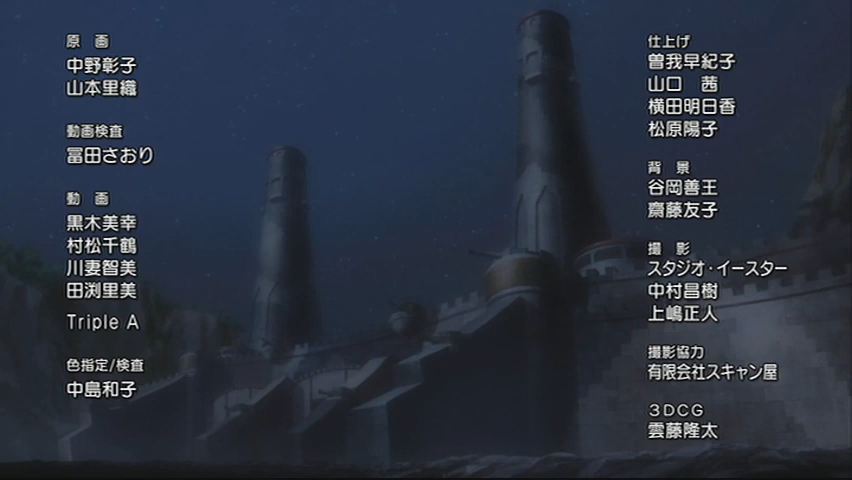 原　画
中野彰子
山本里織
動画検査
冨田さおり
動　画
黒木美幸
村松千鶴
川妻智美
田渕里美
Triple A
色指定/検査
中島和子
仕上げ
曽我早紀子
山口　茜
横田明日香
松原陽子
背　景
谷岡善王
齋藤友子
撮　影
スタジオ・イースター
中村昌樹
上嶋正人
撮影協力
有限会社スキャン屋
3DCG
雲藤隆太